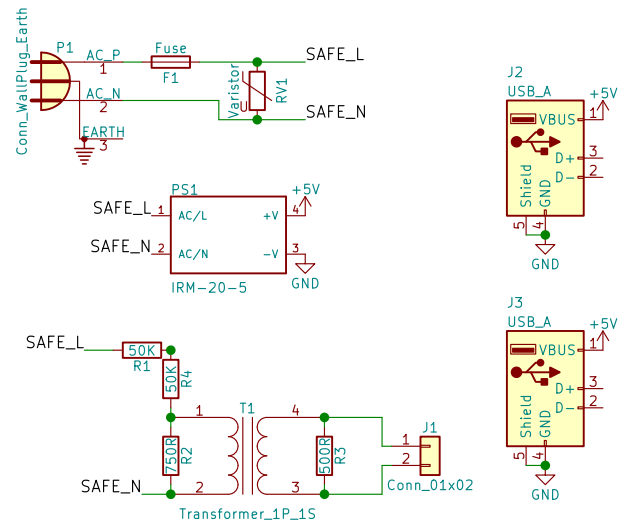 Conn_WallPlug_Earth
P1
AC_P
1
AC_N
2
EARTH
3
Fuse
F1
SAFE_L
Varistor
U
RV1
SAFE_N
J2
USB_A
+5V
VBUS 1
D+ 3
D- 2
Shield
GND
5
4
GND
PS1
+5V
SAFE_L 1 AC/L +V 4
SAFE_N 2 AC/N -V 3
IRM-20-5
GND
J3
USB_A
+5V
VBUS 1
D+ 3
D- 2
Shield
GND
5
4
GND
SAFE_L
50K
R1
50K
R4
T1
1
4
750R
R2
500R
R3
J1
1
2
Conn_01x02
SAFE_N
2
3
Transformer_1P_1S